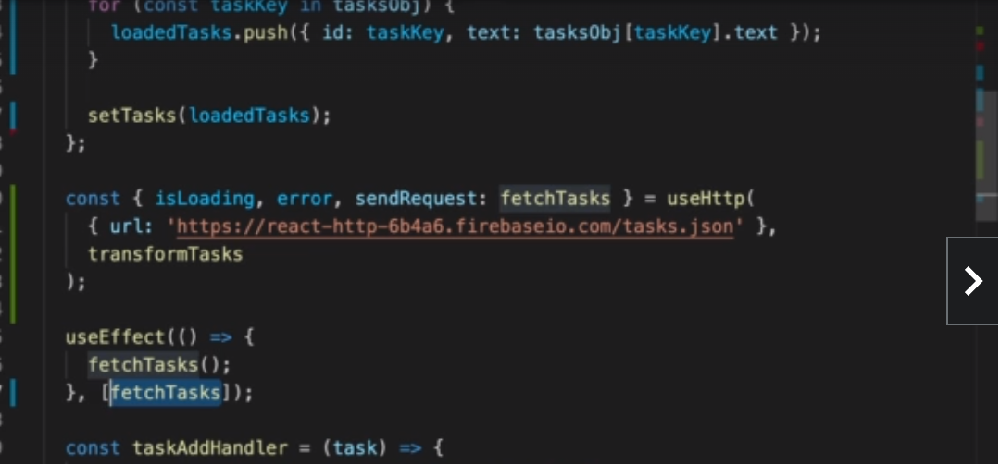 for (const taskKey in tasksObj) {
loadedTasks.push({ id: taskKey, text: tasksObj[taskKey].text });
}
setTasks(loadedTasks);
};
const { isLoading, error, sendRequest: fetchTasks } = useHttp(
{ url: 'https://react-http-6b4a6.firebaseio.com/tasks.json' },
transformTasks
);
useEffect(() => {
fetchTasks();
}, [fetchTasks]);
const taskAddHandler = (task) => {